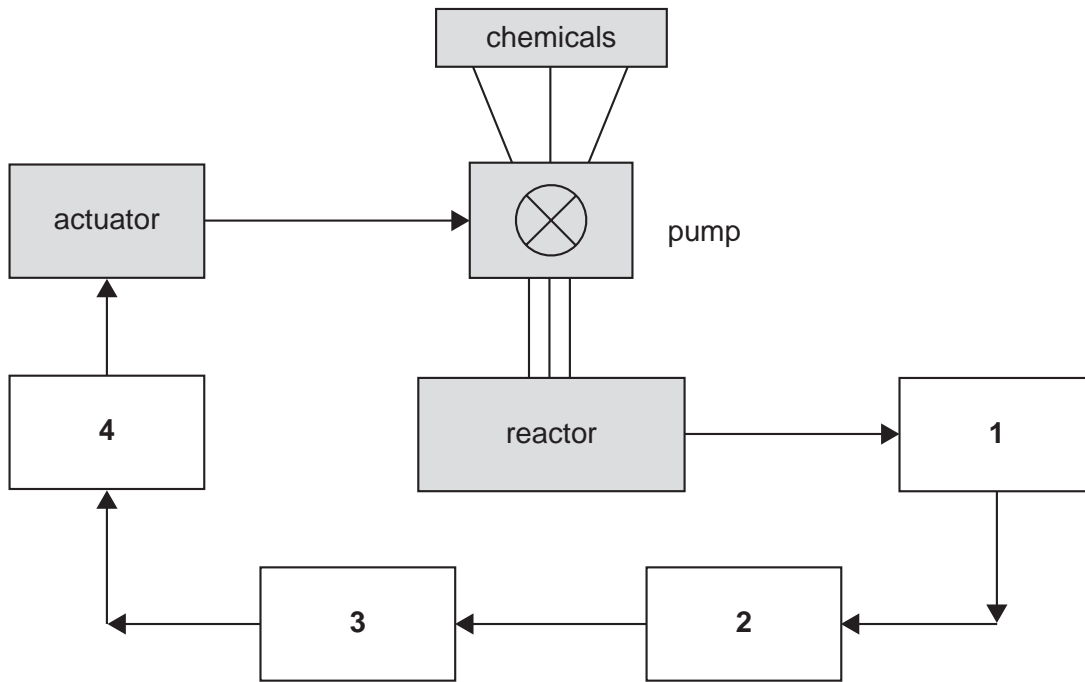 chemicals
actuator
pump
4
reactor
1
3
2